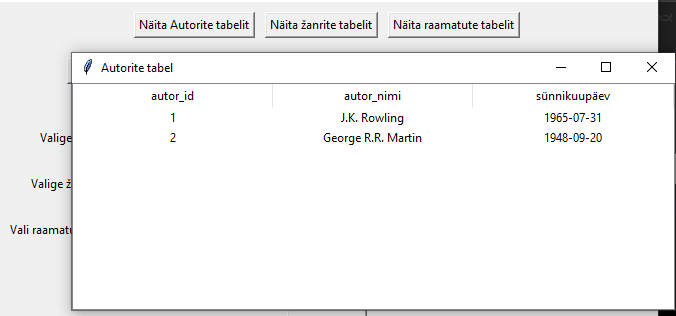 Näita Autorite tabelit Näita žanrite tabelit Näita raamatute tabelit
Autorite tabel
autor_id autor_nimi sünnikuupäev
1 J.K. Rowling 1965-07-31
Valige 2 George R.R. Martin 1948-09-20
Valige ž
Vali raamatu